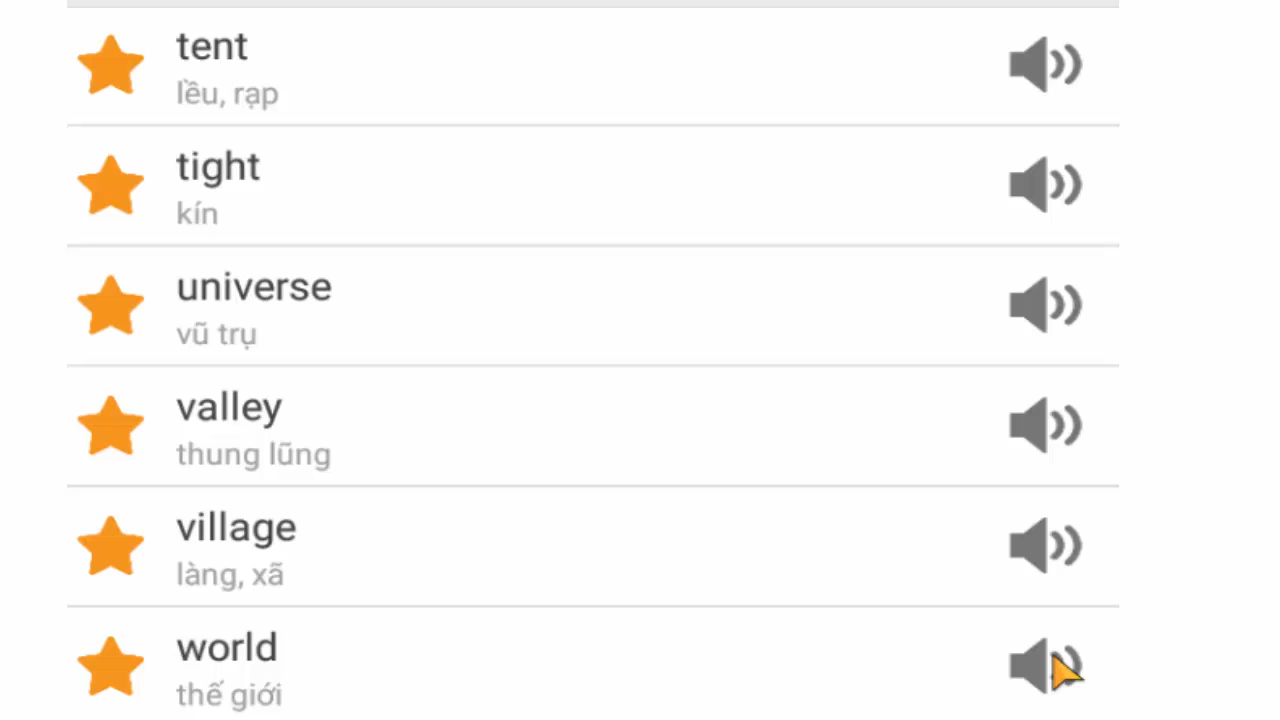 tent
lều, rạp
tight
kín
universe
vũ trụ
valley
thung lũng
village
làng, xã
world
thế giới